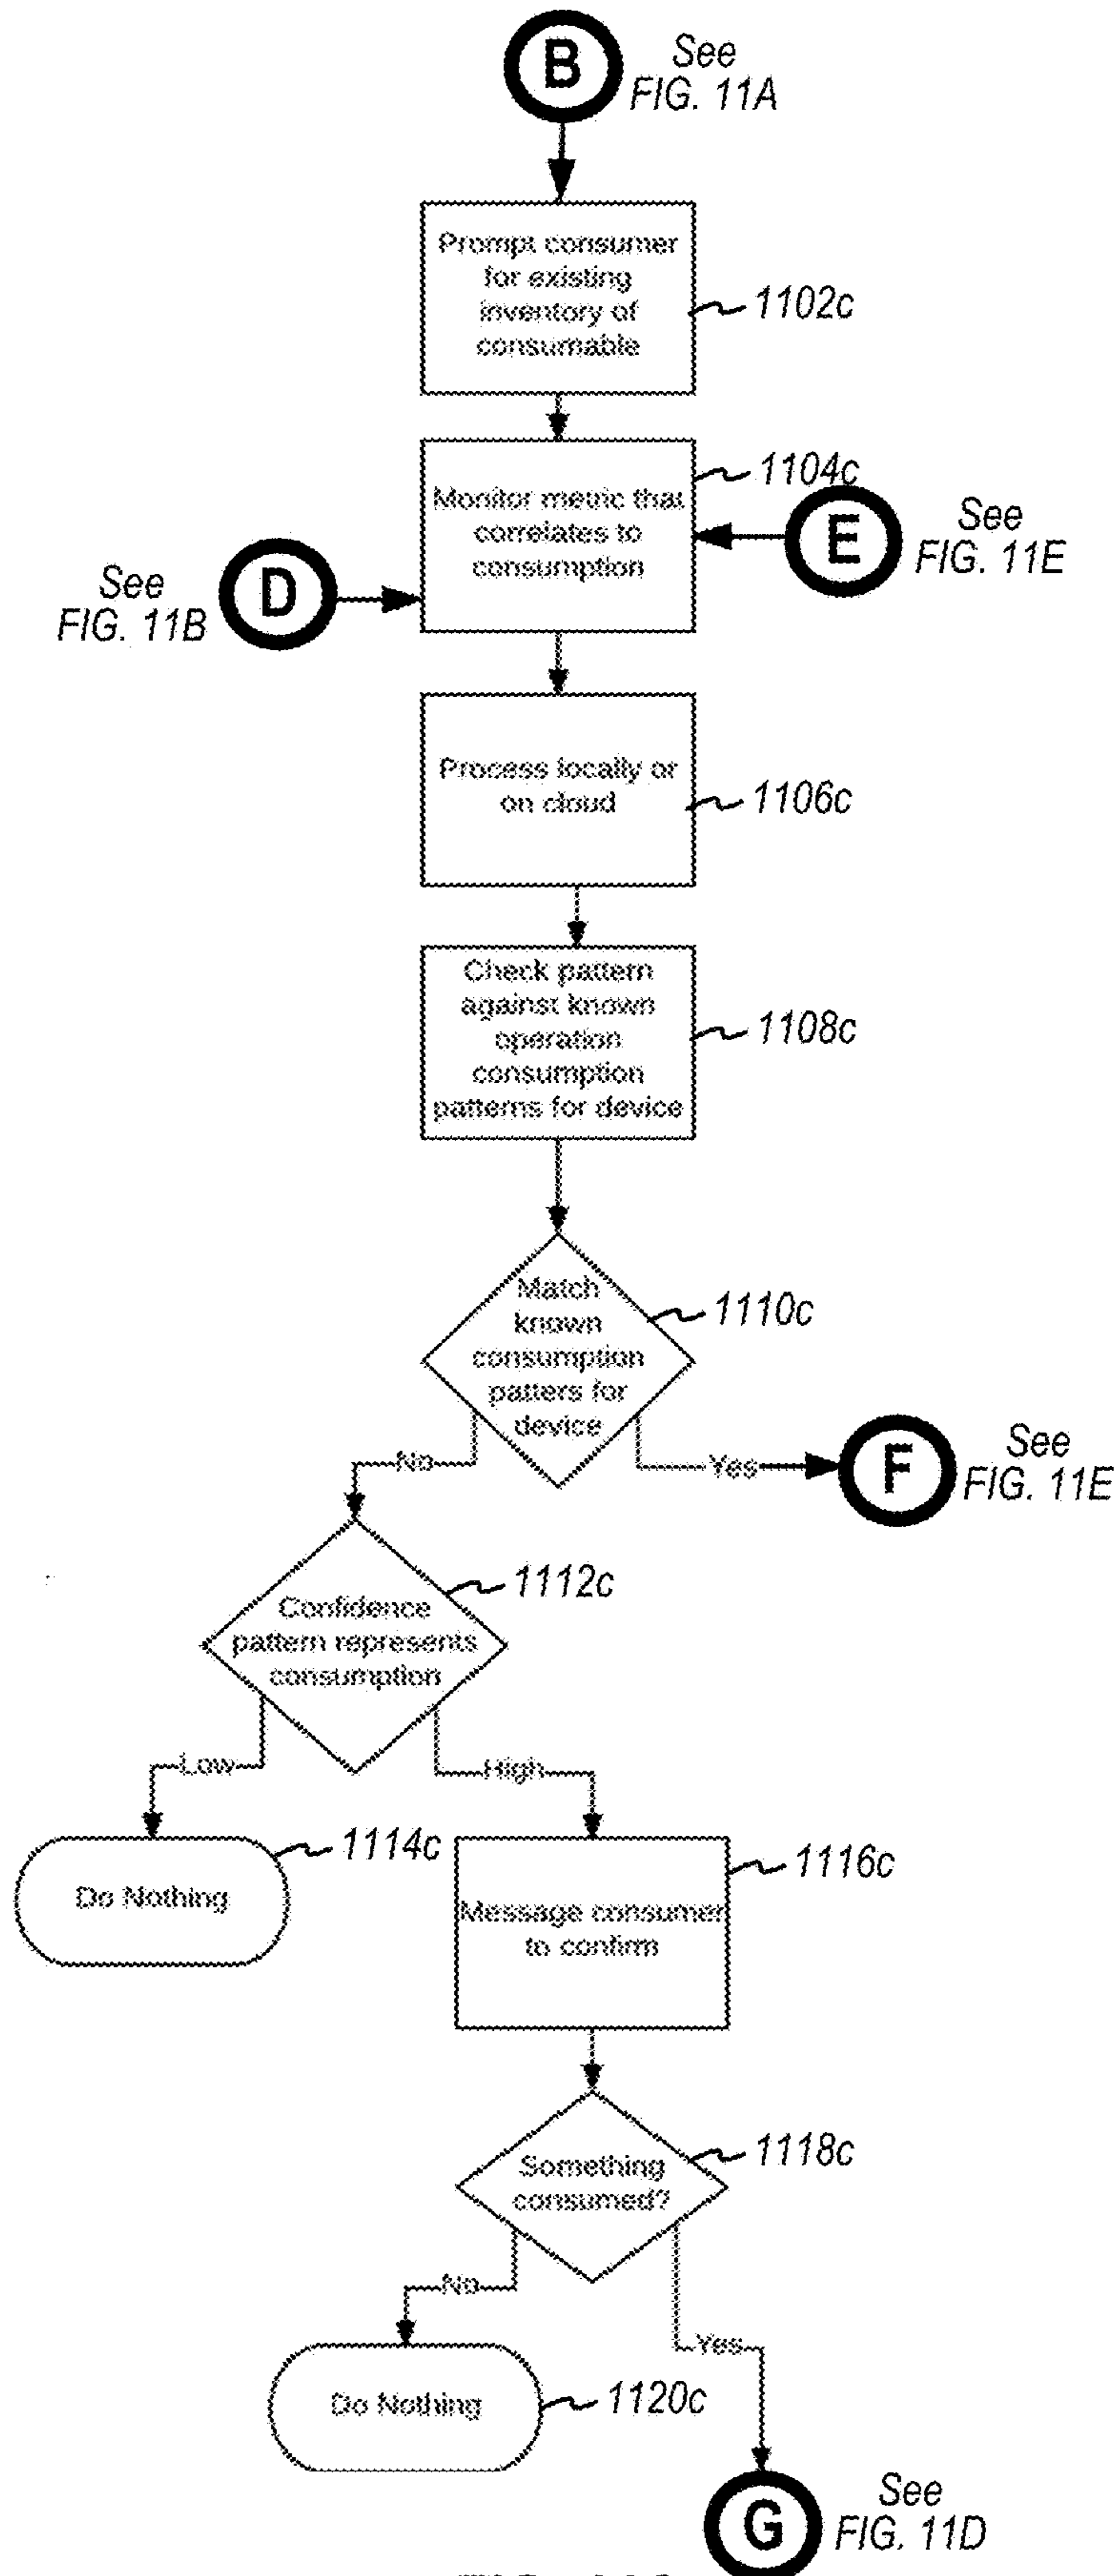 B
See
FIG. 11A
Prompt consumer
for existing
inventory of
consumable
1102c
Monitor metric that
correlates to
consumption
1104c
E
See
FIG. 11E
See
FIG. 11B
D
Process locally or
on cloud
1106c
Check pattern
against known
operation
consumption
patterns for device
1108c
Match
known
consumption
patters for
device
1110c
No
Yes
F
See
FIG. 11E
Confidence
pattern represents
consumption
1112c
Low
High
Do Nothing
1114c
Message consumer
to confirm
1116c
Something
consumed?
1118c
No
Yes
Do Nothing
1120c
G
See
FIG. 11D